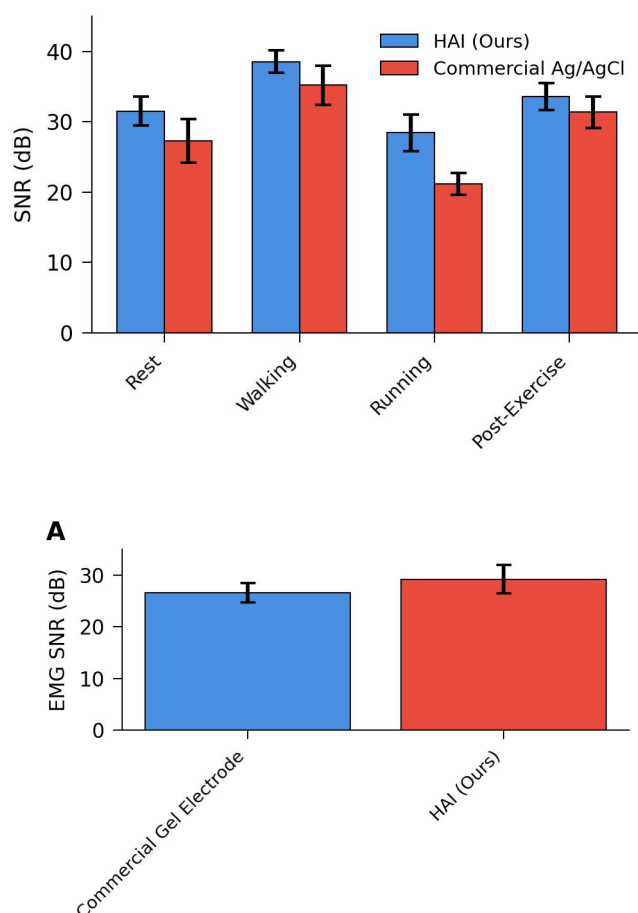 40
30
20
10
0
SNR (dB)
HAI (Ours)
Commercial Ag/AgCl
Rest
Walking
Running
Post-Exercise
A
30
20
10
0
EMG SNR (dB)
Commercial Gel Electrode
HAI (Ours)